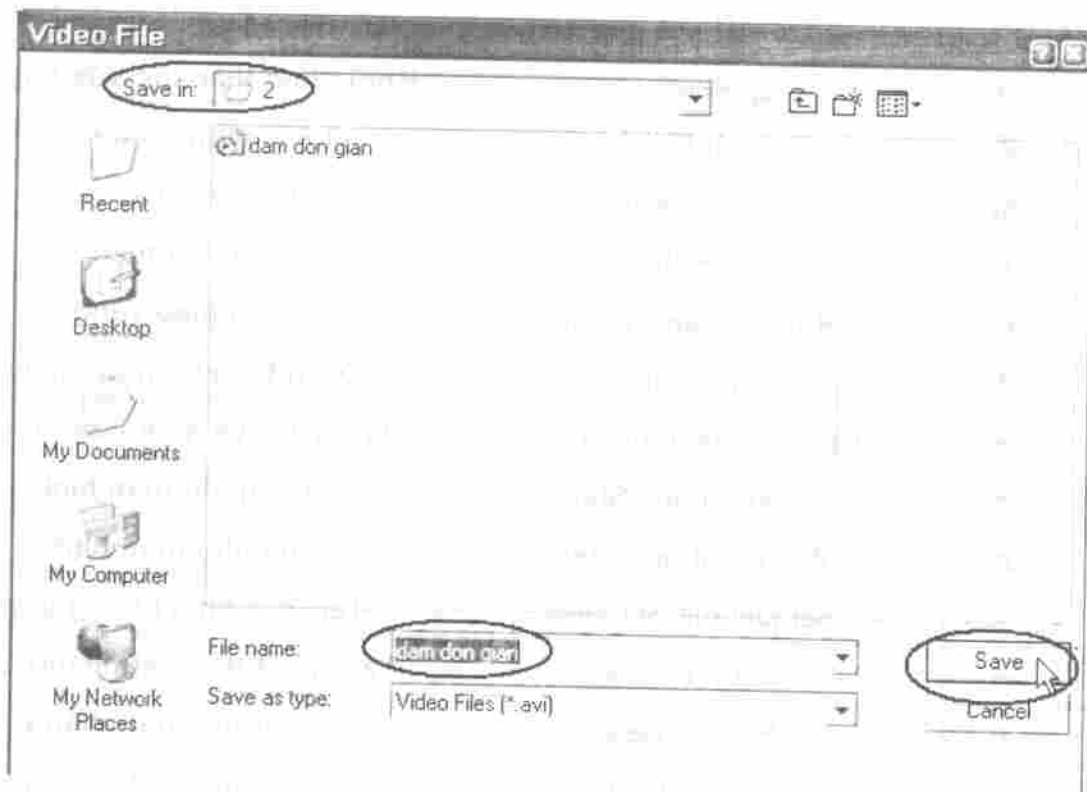 Video File
Save in: 2
dam don gian
Recent
Desktop
My Documents
My Computer
My Network
Places
File name: dam don gian
Save as type: Video Files (*.avi)
Save
Cancel